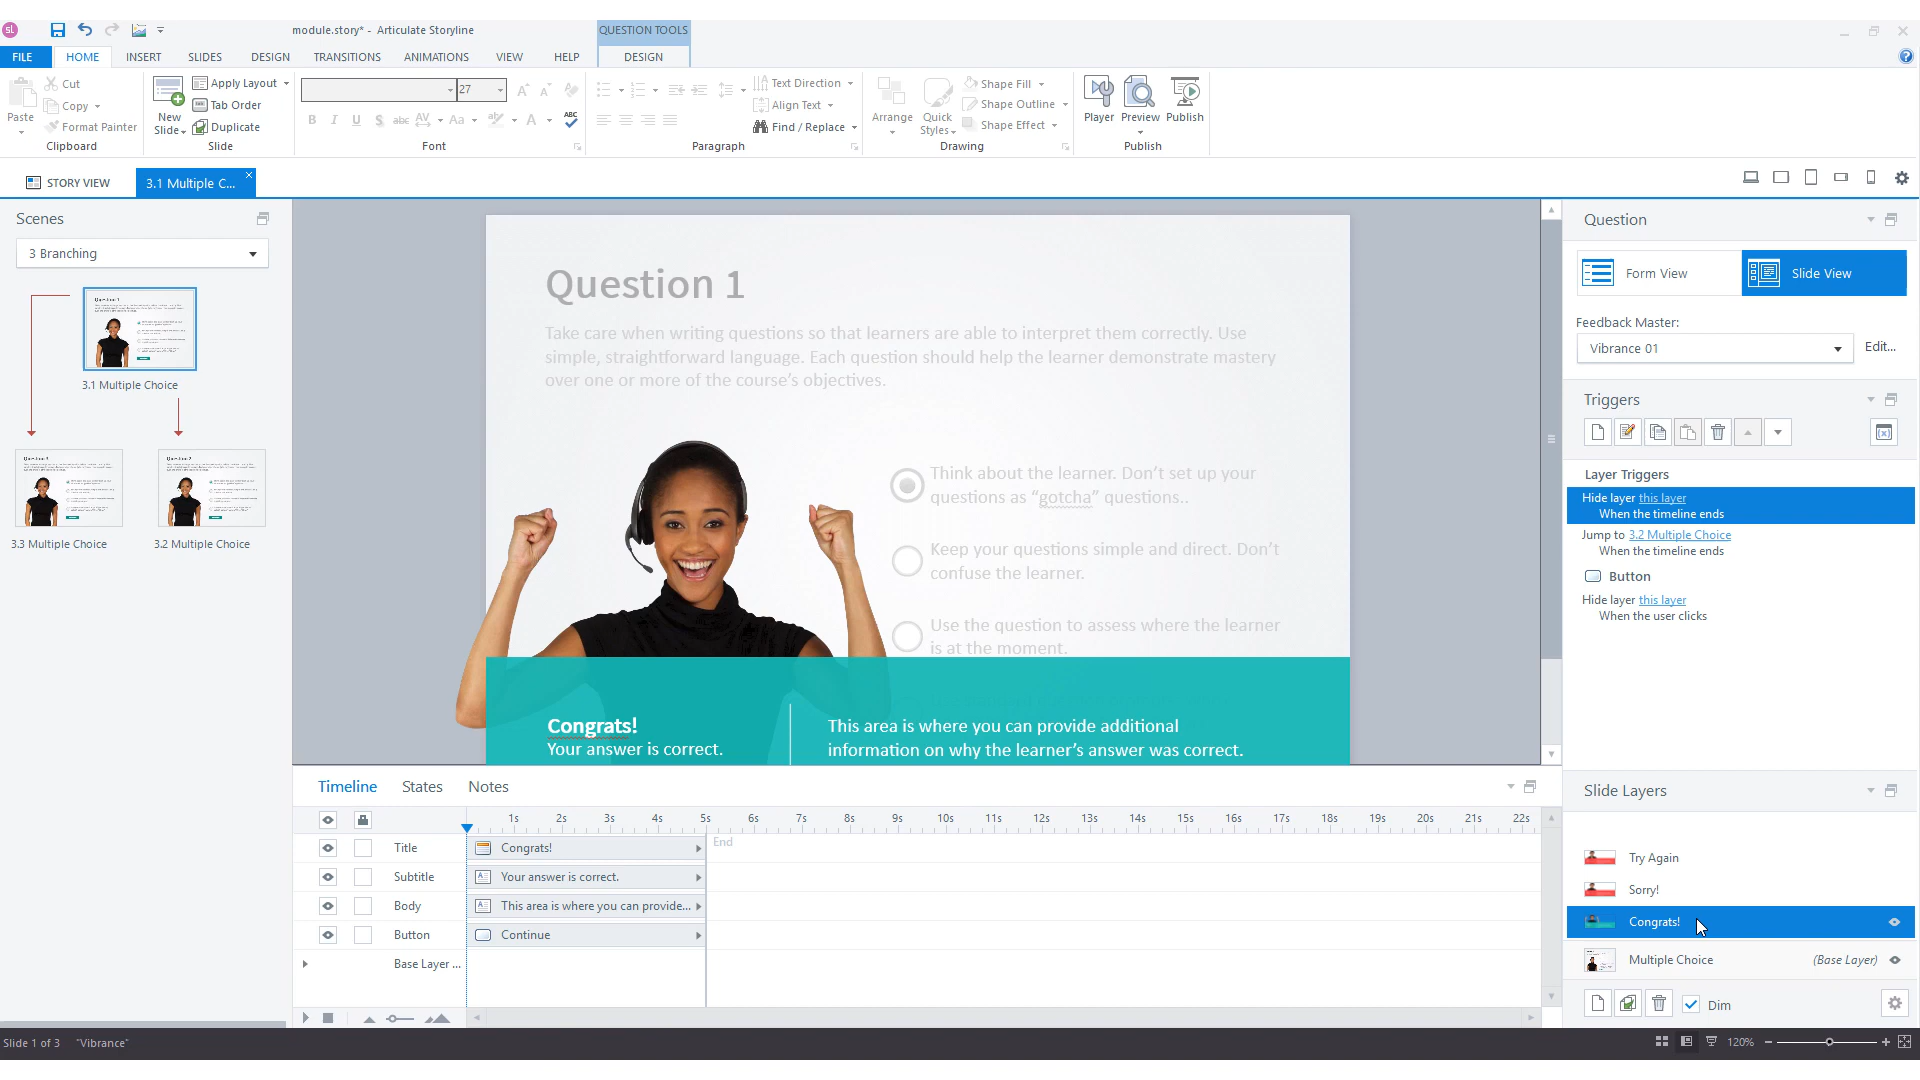 sl
module.story* - Articulate Storyline
QUESTION TOOLS
FILE
HOME
INSERT
SLIDES
DESIGN
TRANSITIONS
ANIMATIONS
VIEW
HELP
DESIGN
Paste
Cut
Copy
Format Painter
Clipboard
New
Slide
Apply Layout
Tab Order
Duplicate
Slide
27
B I U S abc AV Aa A ABC
Font
Text Direction
Align Text
Find / Replace
Paragraph
Arrange
Quick
Styles
Shape Fill
Shape Outline
Shape Effect
Drawing
Player
Preview
Publish
Publish
STORY VIEW
3.1 Multiple C...
Scenes
3 Branching
Question 1
3.1 Multiple Choice
Question 3
3.3 Multiple Choice
Question 2
3.2 Multiple Choice
Question 1
Take care when writing questions so that learners are able to interpret them correctly. Use
simple, straightforward language. Each question should help the learner demonstrate mastery
over one or more of the course's objectives.
Think about the learner. Don't set up your
questions as “gotcha” questions..
Keep your questions simple and direct. Don't
confuse the learner.
Use the question to assess where the learner
is at the moment.
Congrats!
Your answer is correct.
This area is where you can provide additional
information on why the learner's answer was correct.
Timeline
States
Notes
1s 2s 3s 4s 5s 6s 7s 8s 9s 10s 11s 12s 13s 14s 15s 16s 17s 18s 19s 20s 21s 22s
Title
Congrats!
End
Subtitle
Your answer is correct.
Body
This area is where you can provide...
Button
Continue
Base Layer ...
Question
Form View
Slide View
Feedback Master:
Vibrance 01
Edit...
Triggers
(x)
Layer Triggers
Hide layer this layer
When the timeline ends
Jump to 3.2 Multiple Choice
When the timeline ends
Button
Hide layer this layer
When the user clicks
Slide Layers
Try Again
Sorry!
Congrats!
Multiple Choice
(Base Layer)
Dim
Slide 1 of 3
"Vibrance"
120%